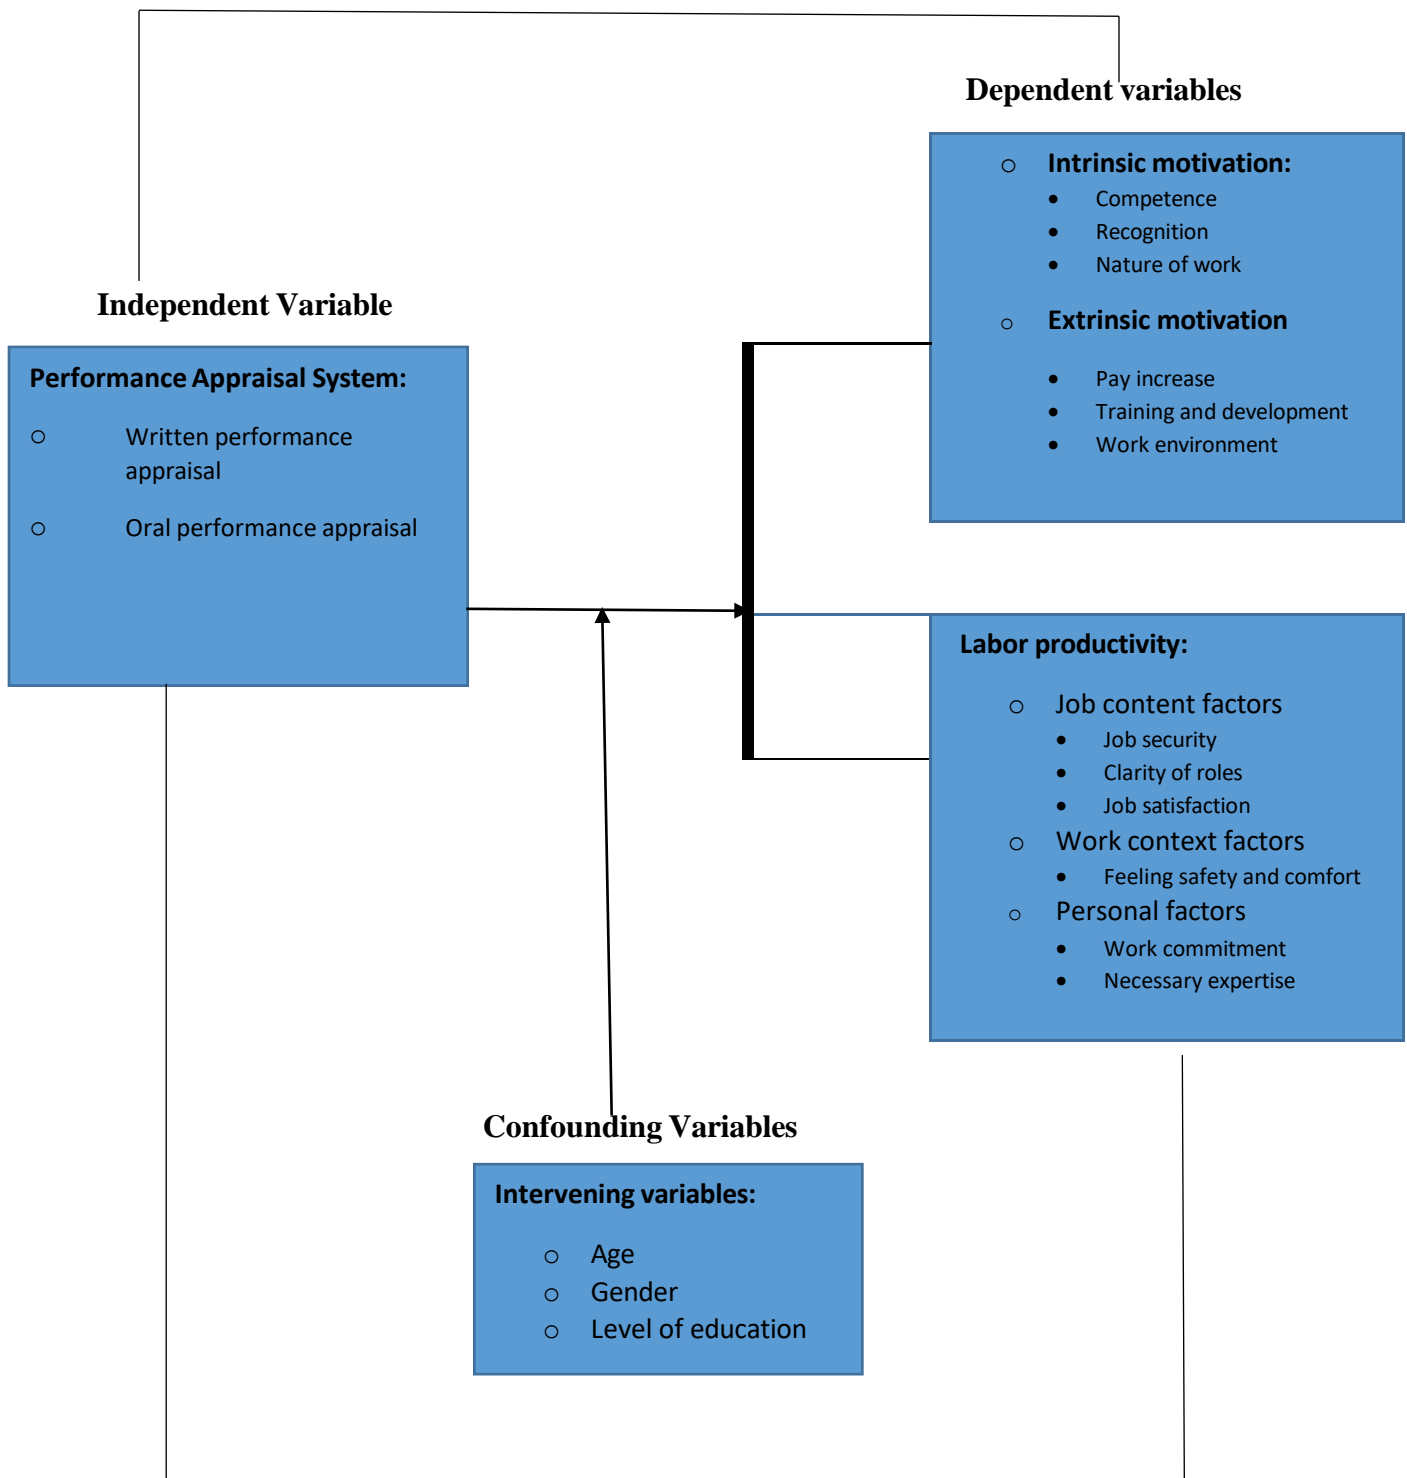 Dependent variables
Intrinsic motivation:
Competence
Recognition
Nature of work
Extrinsic motivation
Pay increase
Training and development
Work environment
Independent Variable
Performance Appraisal System:
Written performance
appraisal
Oral performance appraisal
Labor productivity:
Job content factors
Job security
Clarity of roles
Job satisfaction
Work context factors
Feeling safety and comfort
Personal factors
Work commitment
Necessary expertise
Confounding Variables
Intervening variables:
Age
Gender
Level of education